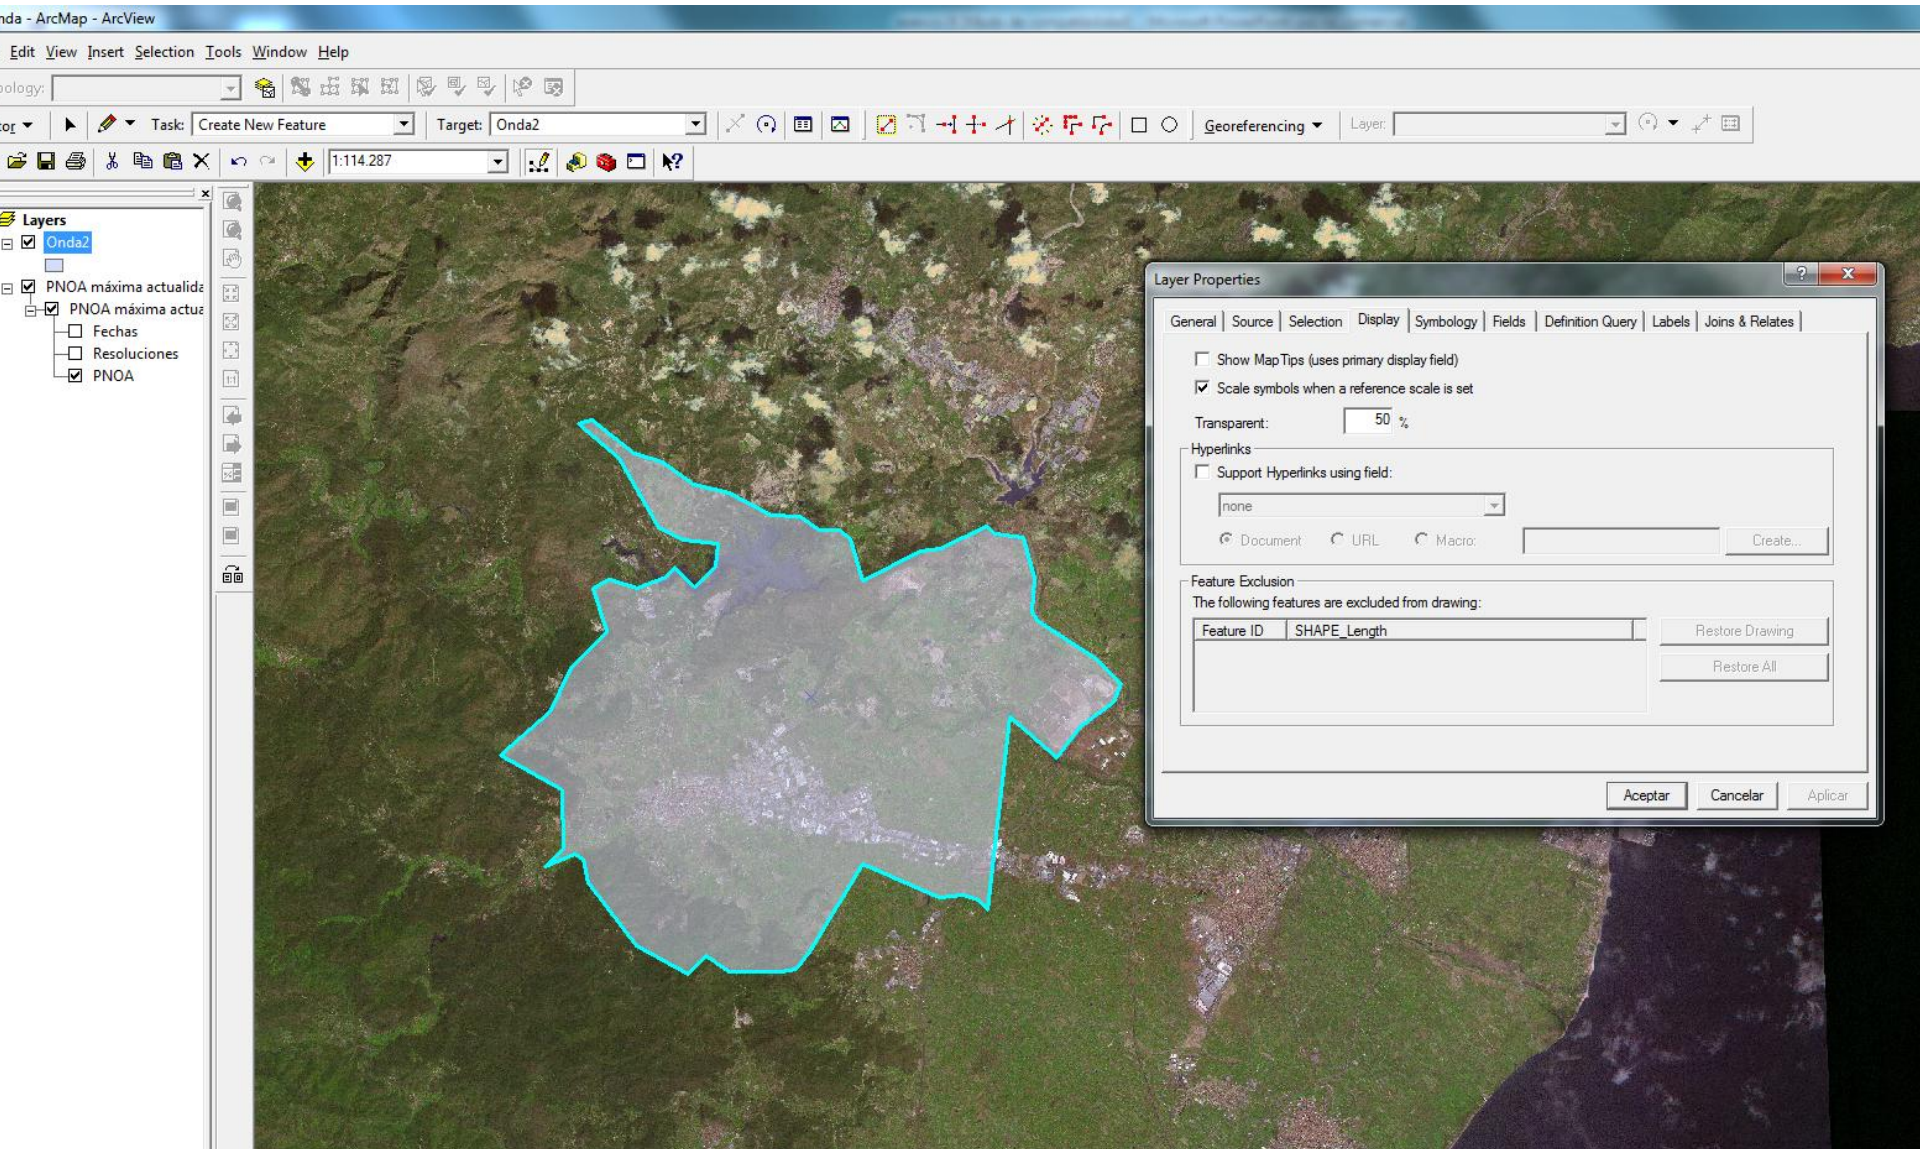 nda - ArcMap - ArcView
Edit View Insert Selection Tools Window Help
pology:
tor Task: Create New Feature Target: Onda2 Georeferencing Layer:
1:114.287
Layers
Onda2
PNOA máxima actualida
PNOA máxima actua
Fechas
Resoluciones
PNOA
1:1
Layer Properties
General Source Selection Display Symbology Fields Definition Query Labels Joins & Relates
Show MapTips (uses primary display field)
Scale symbols when a reference scale is set
Transparent: 50 %
Hyperlinks
Support Hyperlinks using field:
none
Document URL Macro: Create...
Feature Exclusion
The following features are excluded from drawing:
Feature ID SHAPE_Length
Restore Drawing
Restore All
Aceptar Cancelar Aplicar